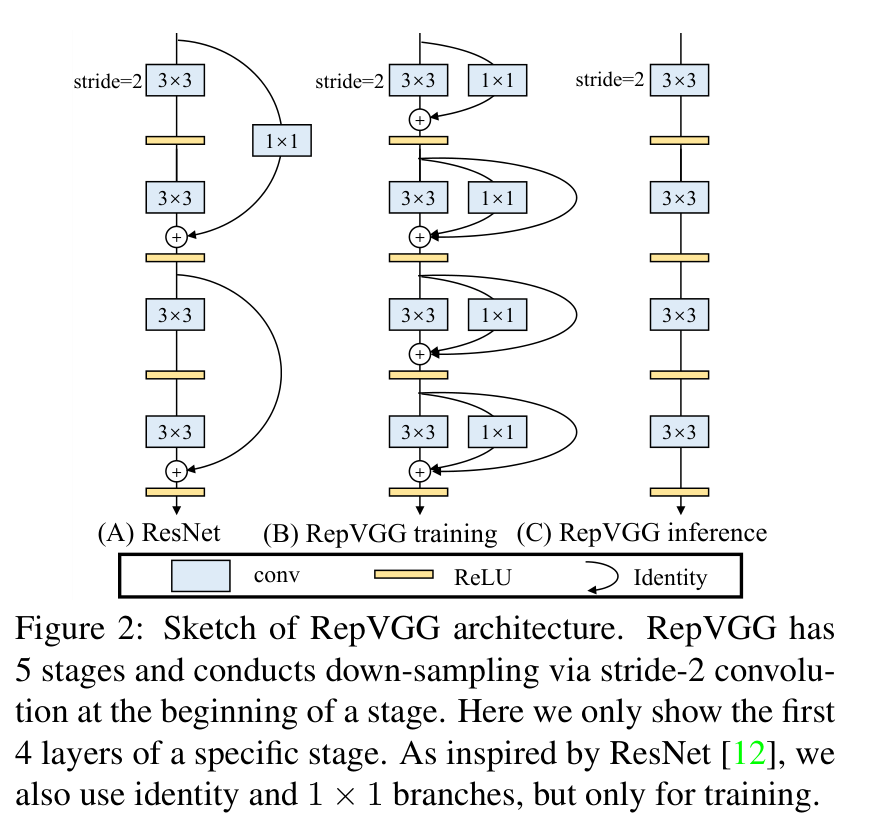 stride=2 3×3 stride=2 3×3 1×1 stride=2 3×3
1×1
3×3 3×3 1×1 3×3
+ +
+
3×3 3×3 1×1 3×3
+
3×3 3×3 1×1 3×3
+ +
(A) ResNet (B) RepVGG training (C) RepVGG inference
conv ReLU Identity
Figure 2: Sketch of RepVGG architecture. RepVGG has
5 stages and conducts down-sampling via stride-2 convolu-
tion at the beginning of a stage. Here we only show the first
4 layers of a specific stage. As inspired by ResNet [12], we
also use identity and 1 × 1 branches, but only for training.